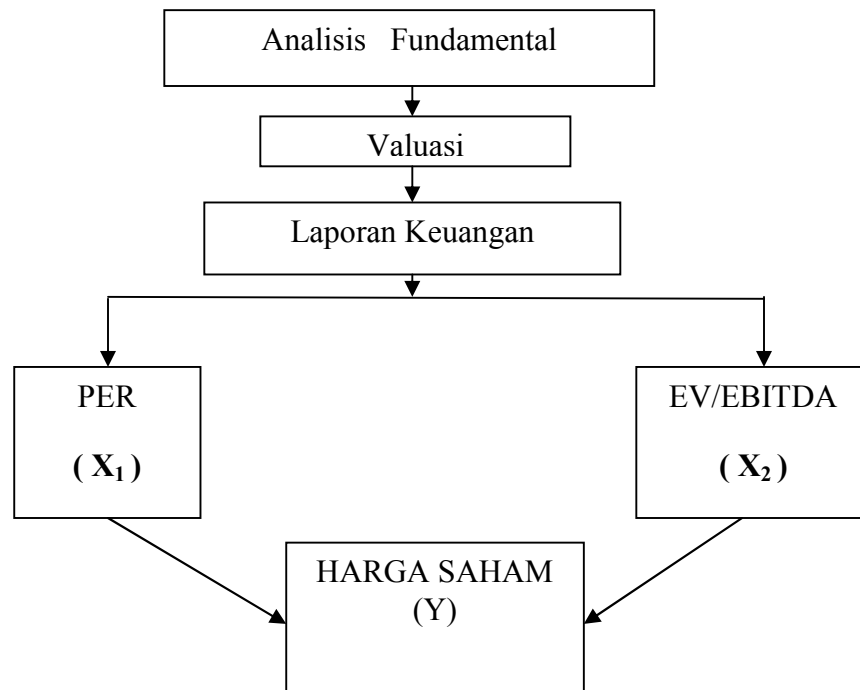 Analisis Fundamental
Valuasi
Laporan Keuangan
PER
( X₁ )
EV/EBITDA
( X₂ )
HARGA SAHAM
(Y)